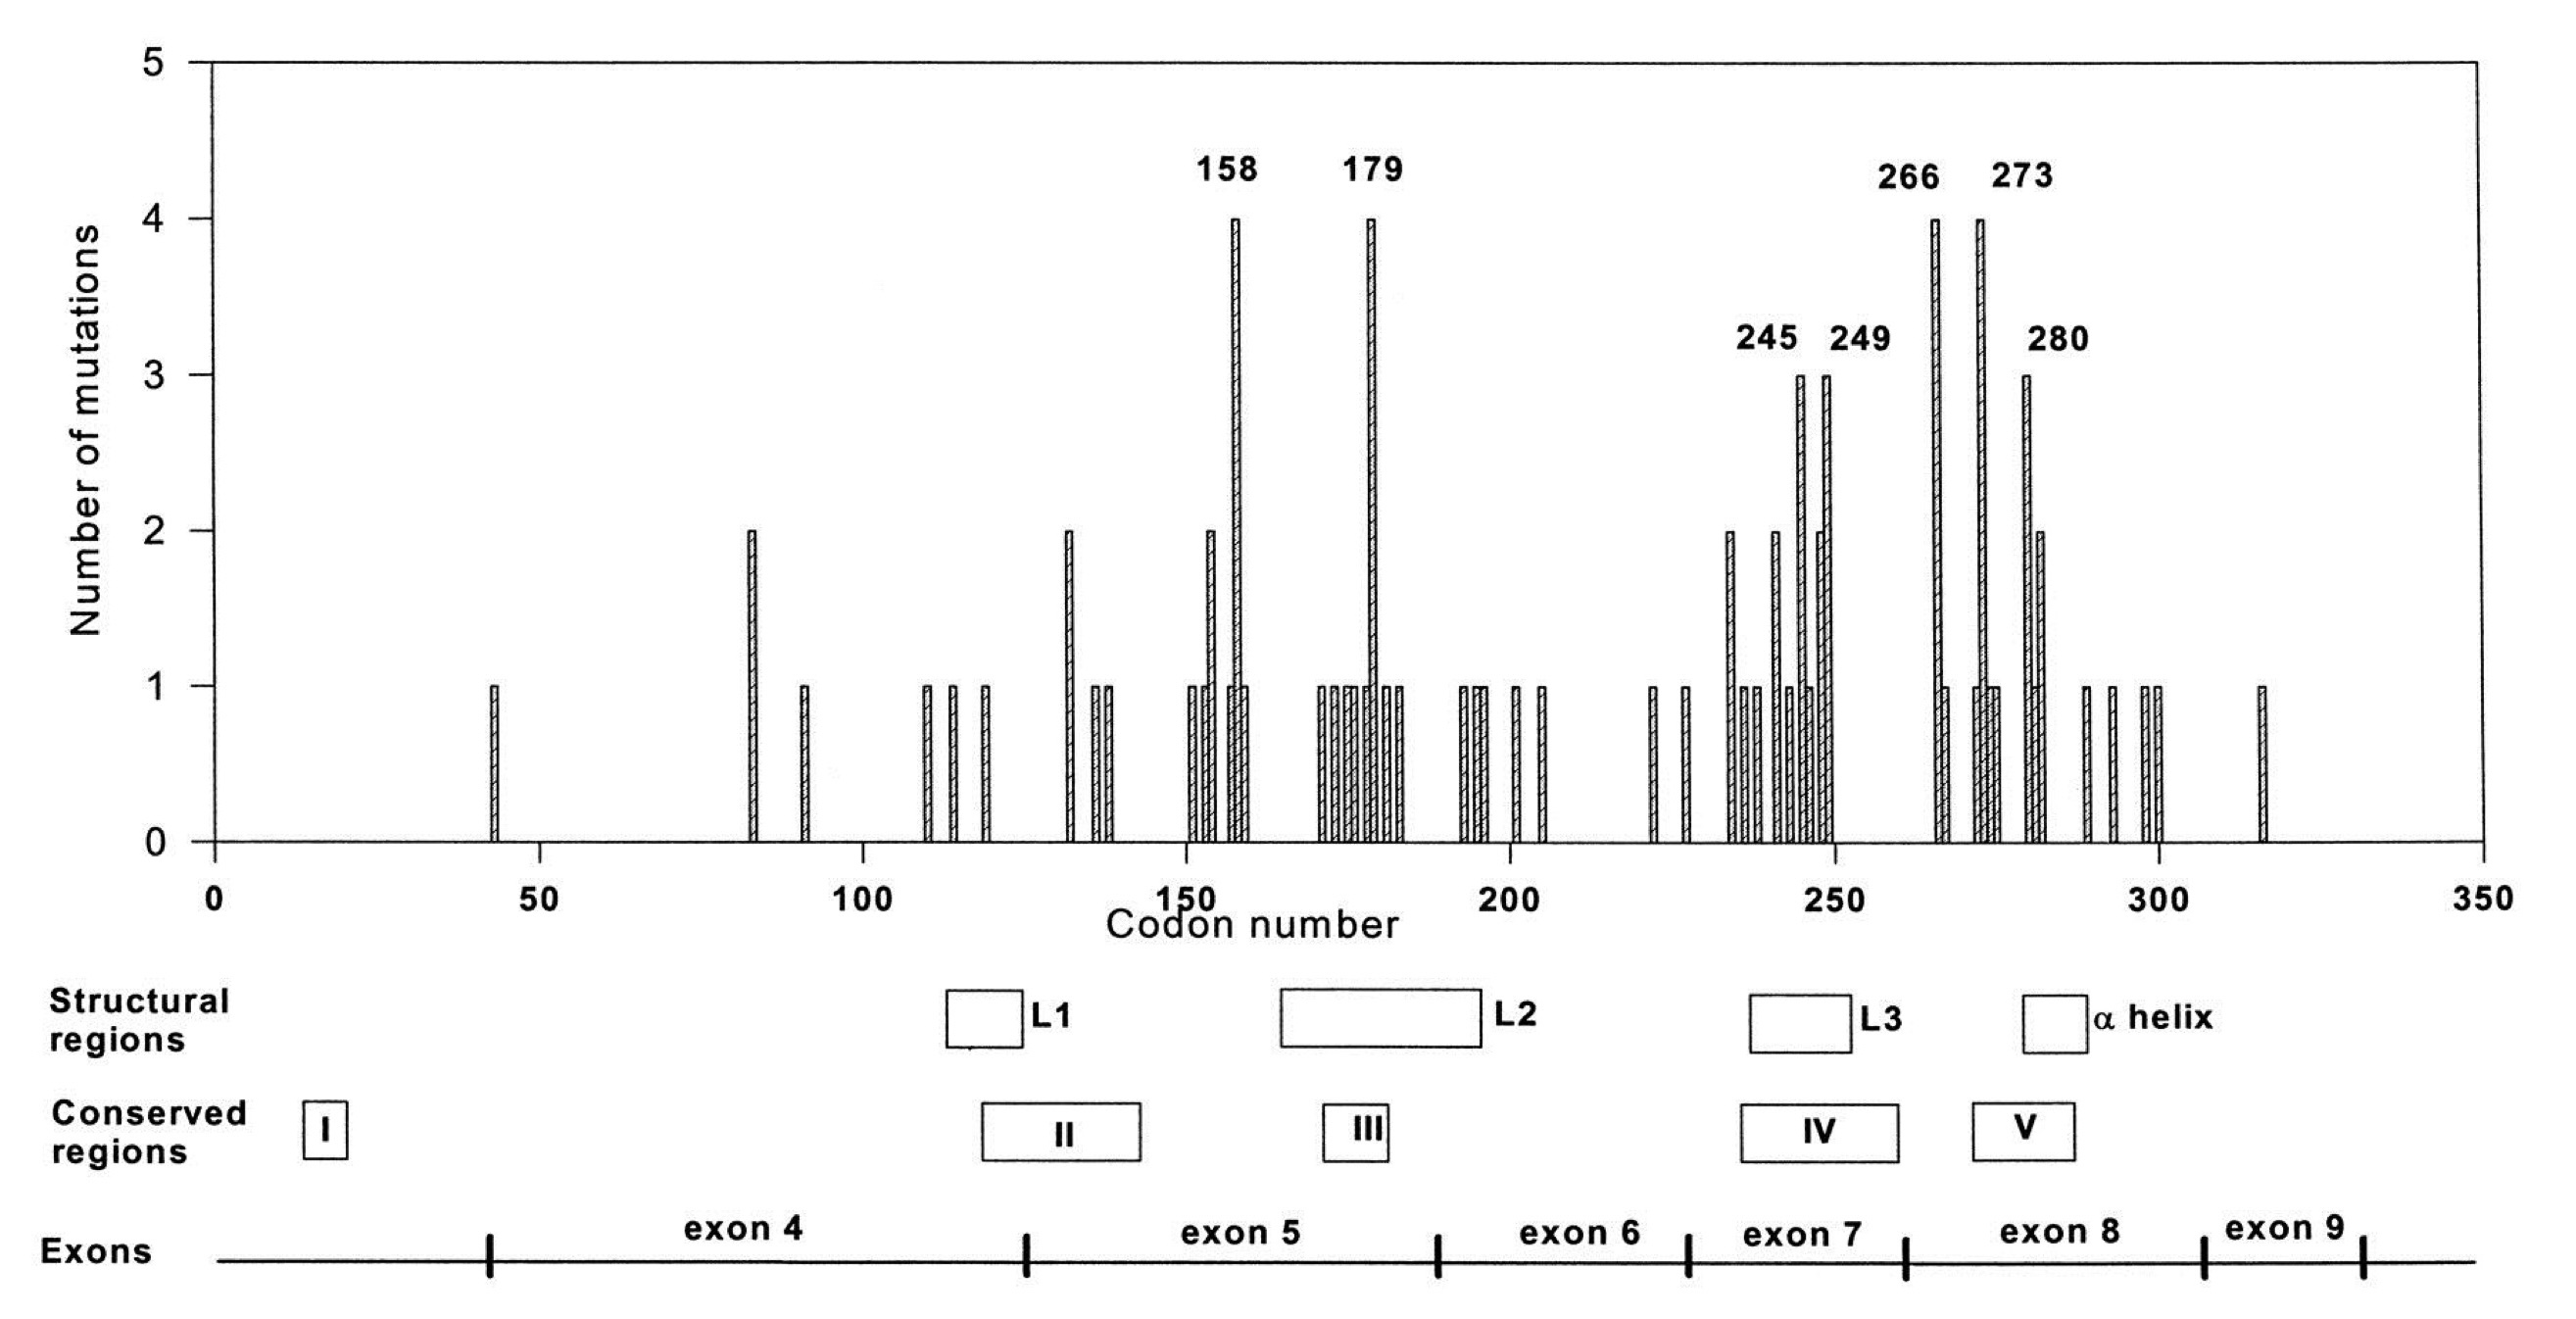 5
158 179 266 273
4
245 249 280
3
2
1
0
Number of mutations
0 50 100 150 200 250 300 350
Codon number
Structural
regions
L1 L2 L3 α helix
Conserved
regions
I II III IV V
Exons
exon 4 exon 5 exon 6 exon 7 exon 8 exon 9